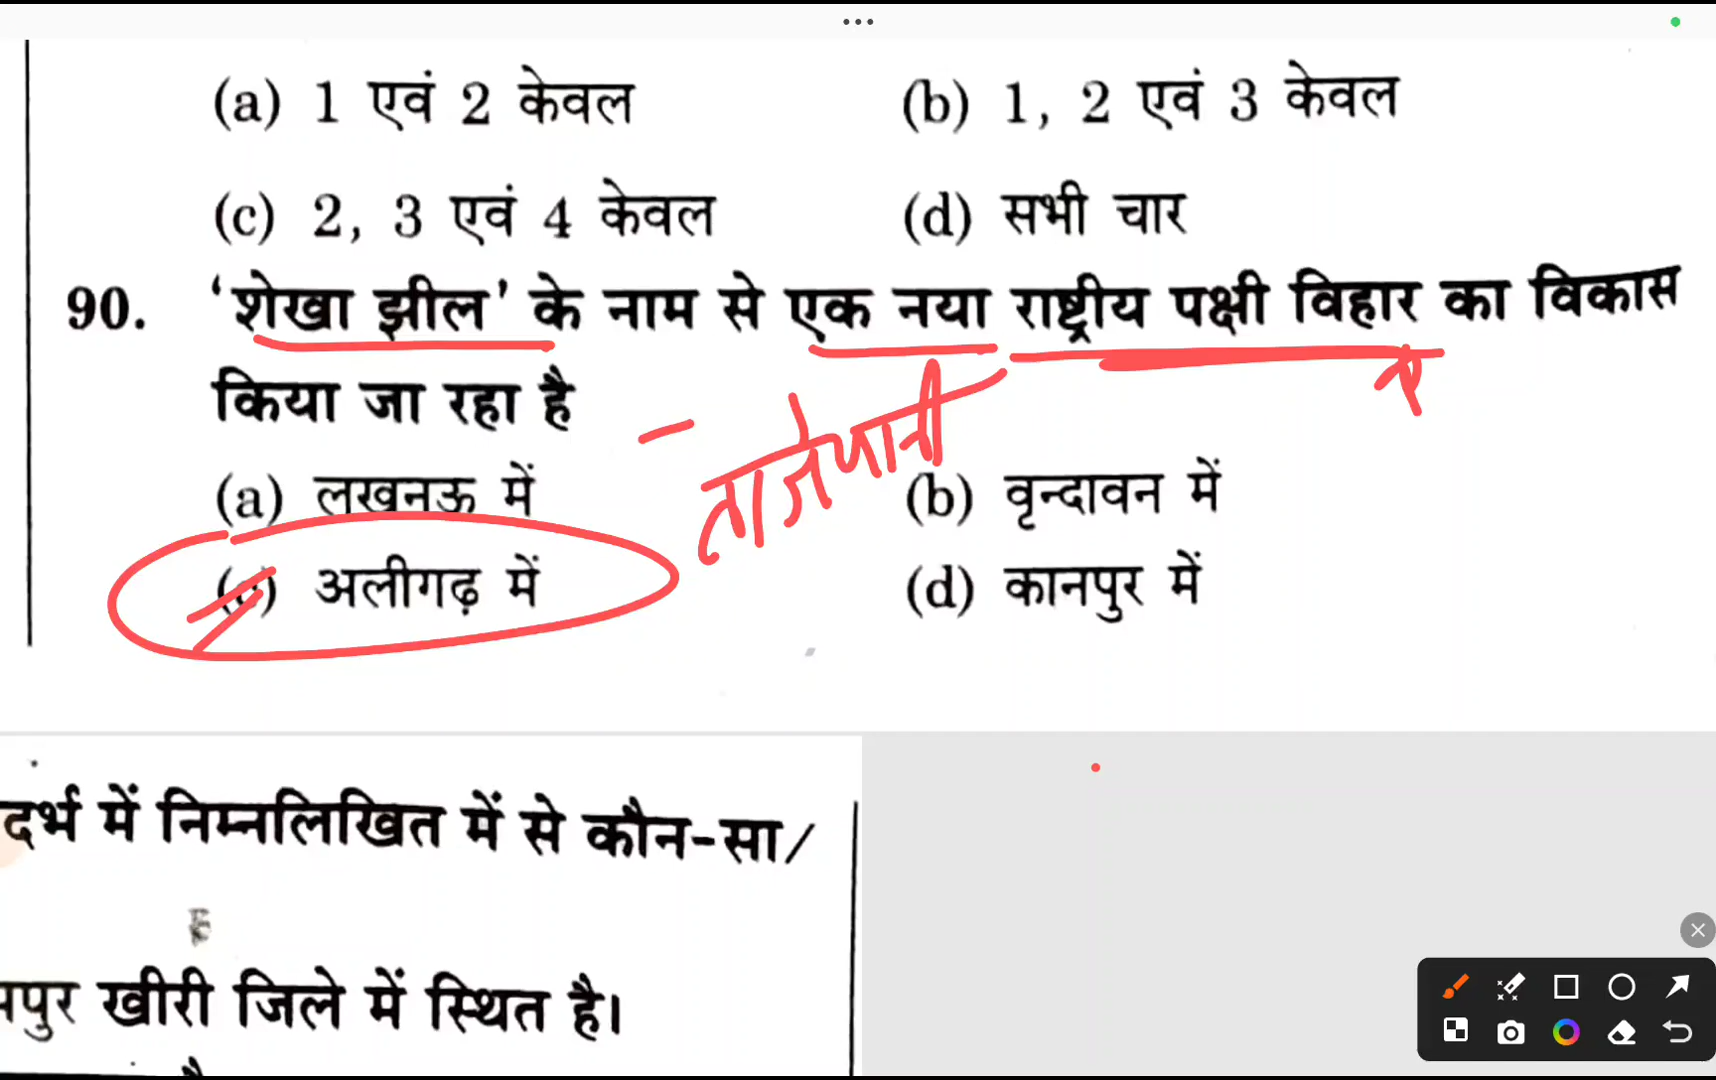 (a) 1 एवं 2 केवल (b) 1, 2 एवं 3 केवल
(c) 2, 3 एवं 4 केवल (d) सभी चार
90. ‘शेखा झील’ के नाम से एक नया राष्ट्रीय पक्षी विहार का विकास
किया जा रहा है
ताजे पानी
(a) लखनऊ में (b) वृन्दावन में
(c) अलीगढ़ में (d) कानपुर में
दर्भ में निम्नलिखित में से कौन-सा/
पुर खीरी जिले में स्थित है।